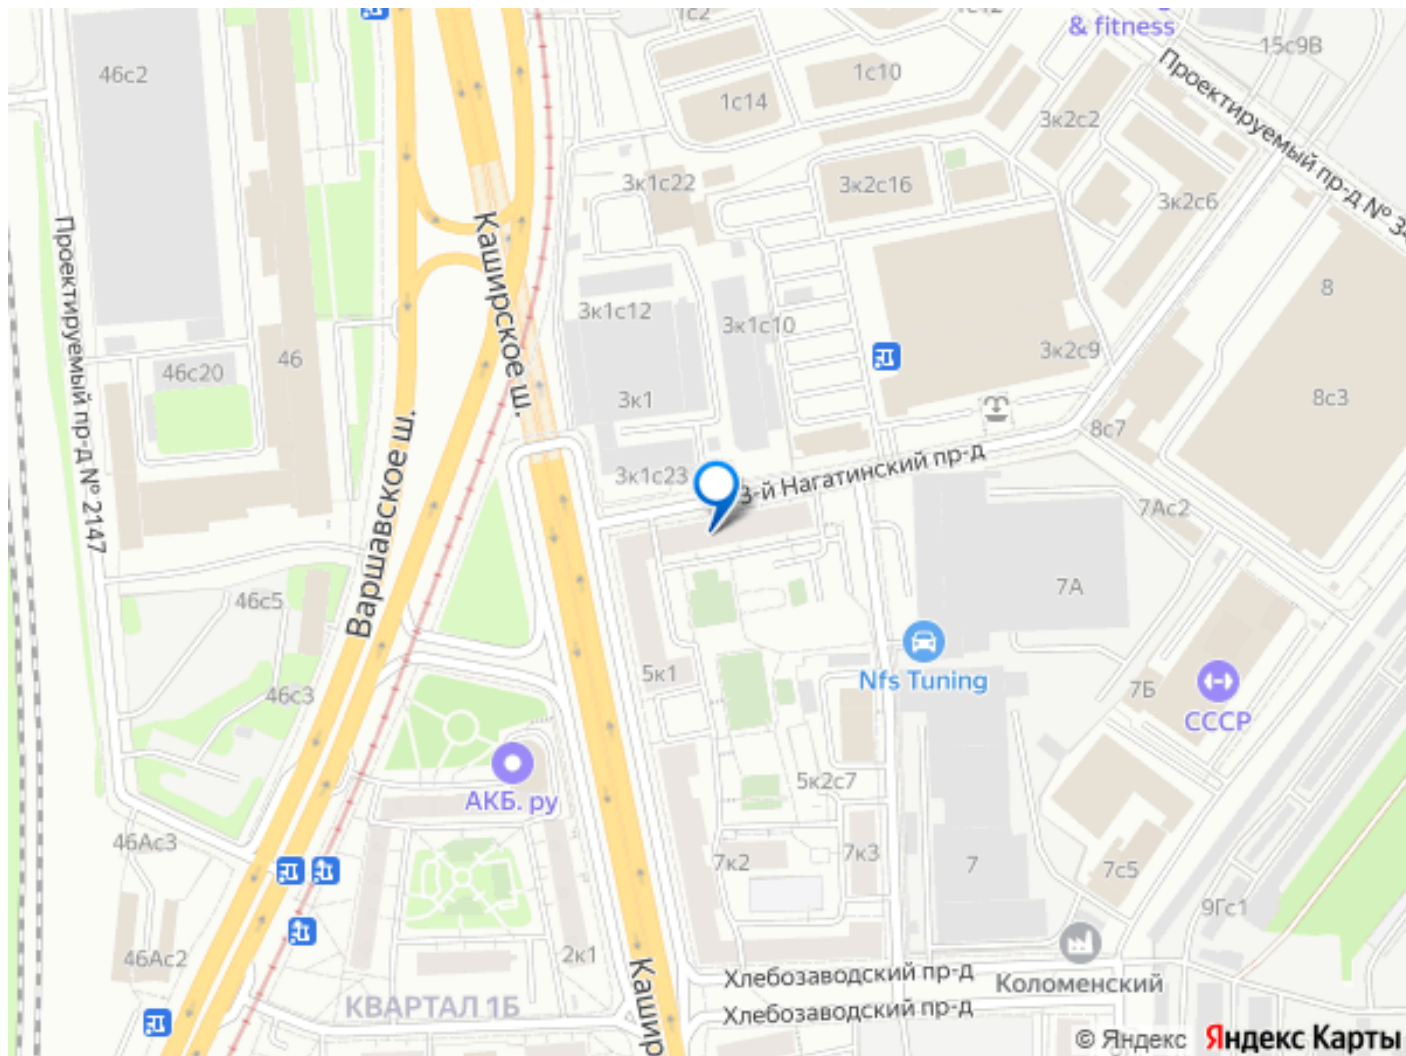 1с2
& fitness
15с9В
46с2
1с10
1с14
3к2с2
Проектируемый пр-д № 34
3к1с22
3к2с16
3к2с6
Каширское ш.
Проектируемый пр-д № 2147
8
3к1с12
3к1с10
46
46с20
3к2с9
3к1
8с3
Варшавское ш.
8с7
3-й Нагатинский пр-д
3к1с23
7Ас2
7А
46с5
5к1
Nfs Tuning
46с3
7Б
СССР
АКБ. ру
5к2с7
46Ас3
7к2
7к3
7
7с5
9Гс1
46Ас2
2к1
Хлебозаводский пр-д
Коломенский
КВАРТАЛ 1Б
Кашир
Хлебозаводский пр-д
© Яндекс Яндекс Карты